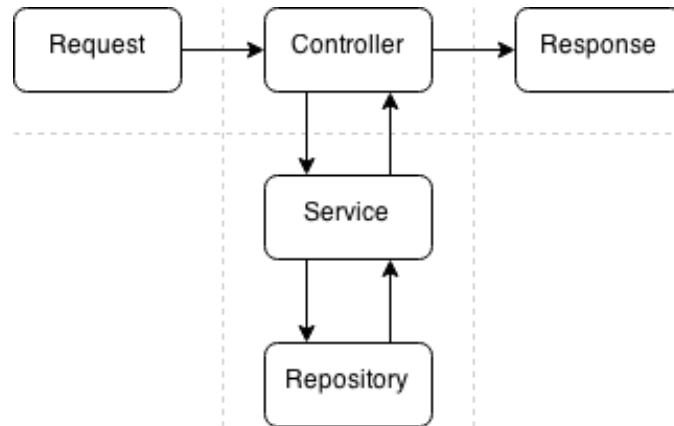 Request
Controller
Response
Service
Repository